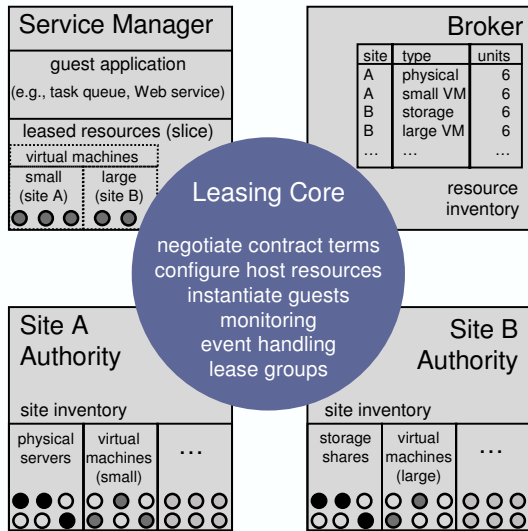 Service Manager
guest application
(e.g., task queue, Web service)
leased resources (slice)
virtual machines
small large
(site A) (site B)
Broker
site type units
A physical 6
A small VM 6
B storage 6
B large VM 6
... ... ...
resource
inventory
Leasing Core
negotiate contract terms
configure host resources
instantiate guests
monitoring
event handling
lease groups
Site A
Authority
site inventory
physical
servers
virtual
machines
(small)
...
Site B
Authority
site inventory
storage
shares
virtual
machines
(large)
...